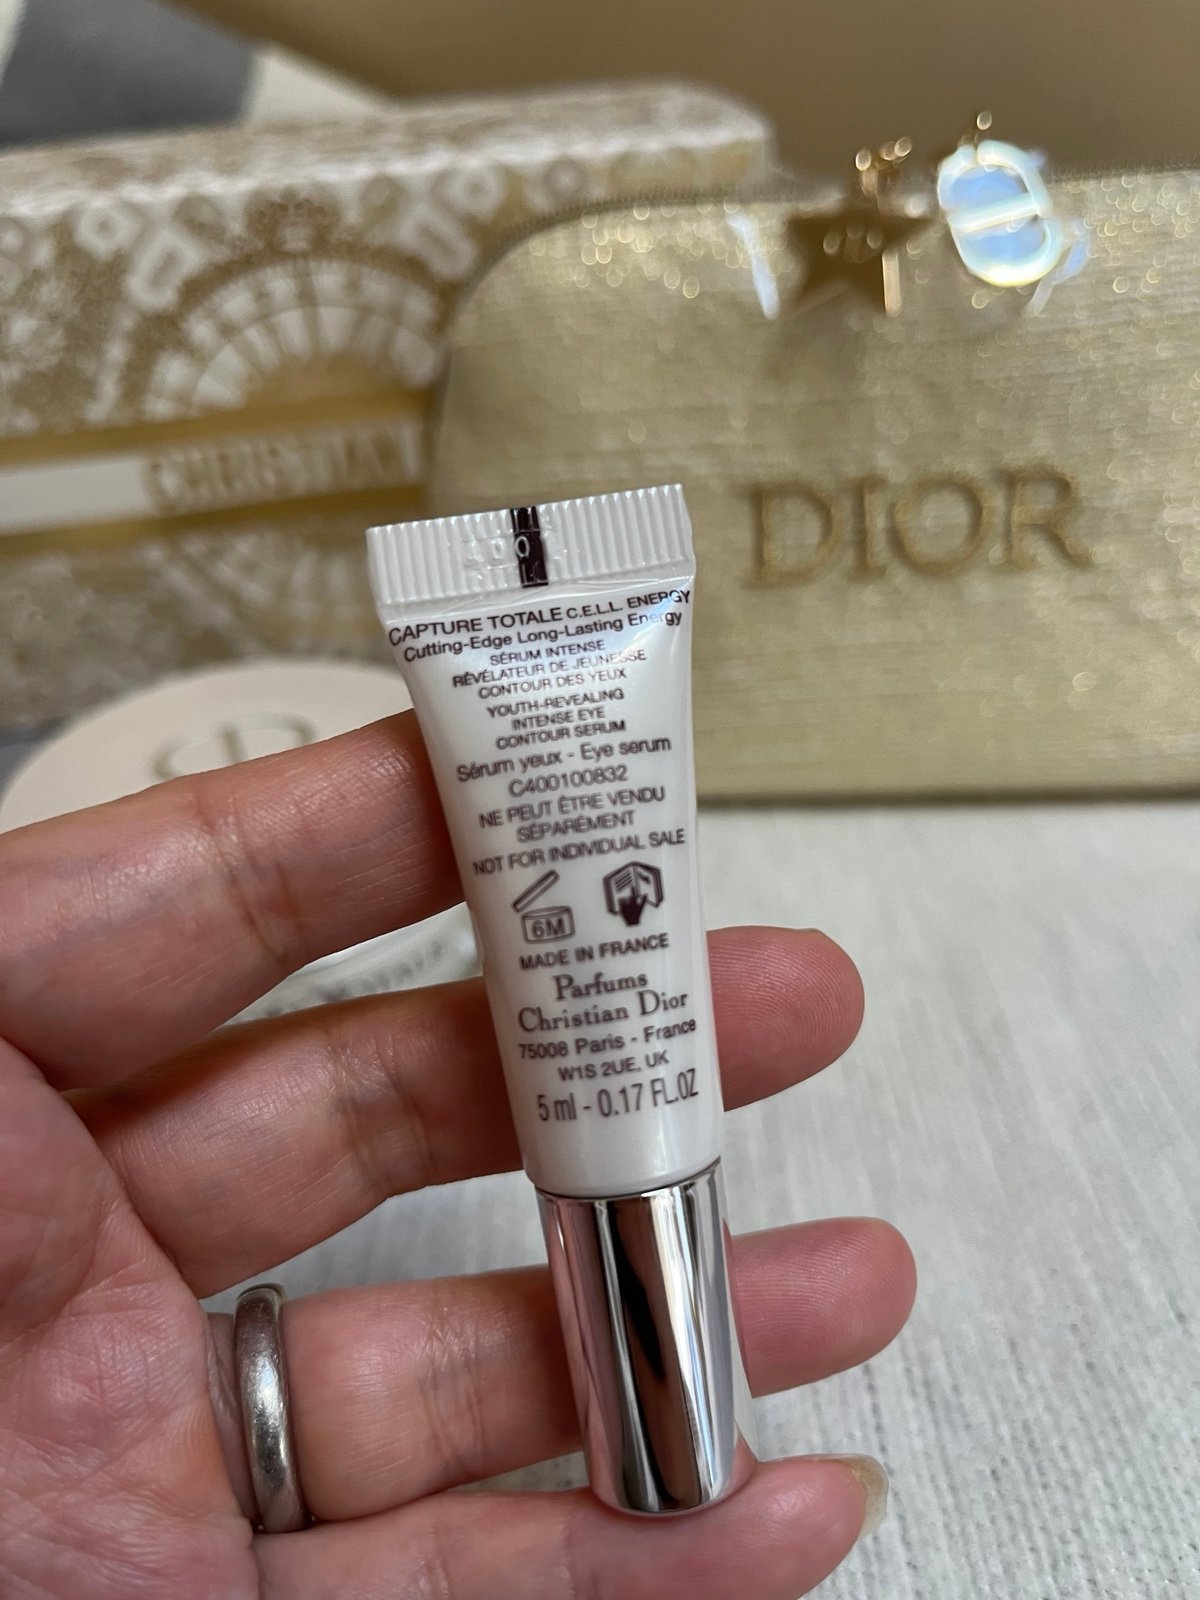 CHRISTIAN
DIOR
CAPTURE TOTALE C.E.L.L. ENERGY
Cutting-Edge Long-Lasting Energy
SÉRUM INTENSE
RÉVÉLATEUR DE JEUNESSE
CONTOUR DES YEUX
YOUTH-REVEALING
INTENSE EYE
CONTOUR SERUM
Sérum yeux - Eye serum
C400100832
NE PEUT ÊTRE VENDU
SÉPARÉMENT
NOT FOR INDIVIDUAL SALE
6M
MADE IN FRANCE
Parfums
Christian Dior
75008 Paris - France
W1S 2UE, UK
5 ml - 0.17 FL.OZ